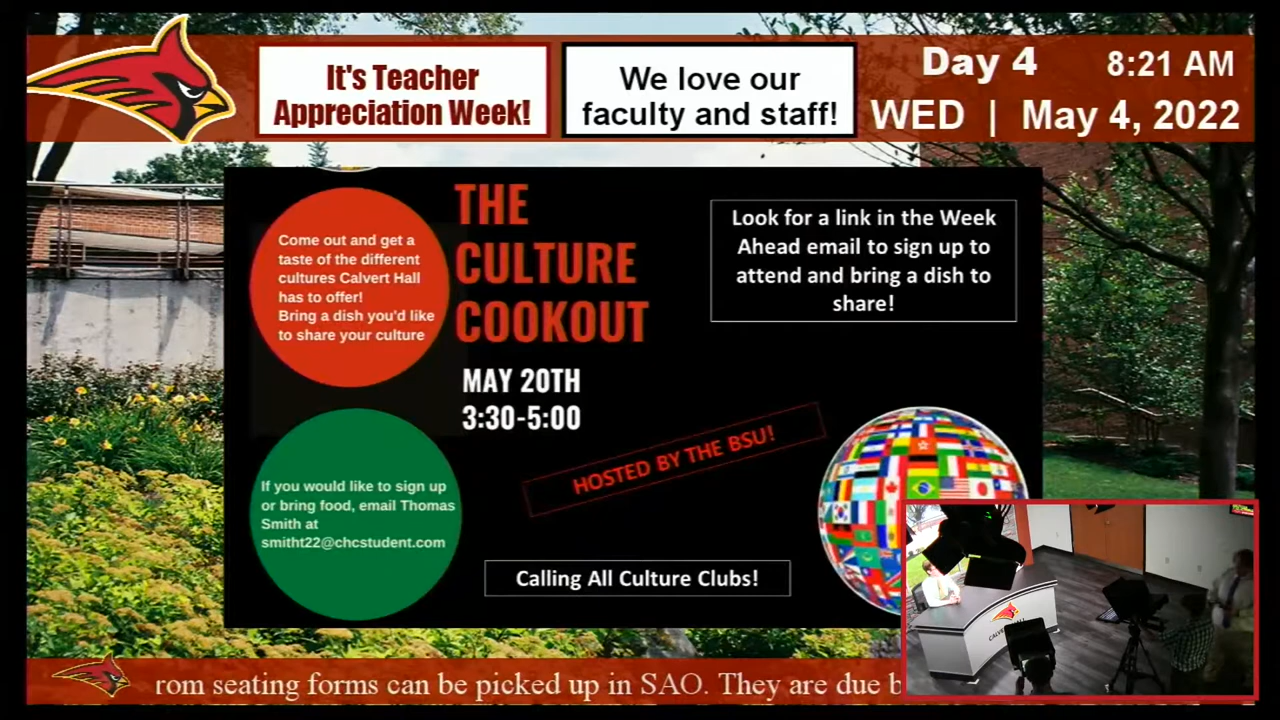 It's Teacher
Appreciation Week!
We love our
faculty and staff!
Day 4
8:21 AM
WED | May 4, 2022
Come out and get a
taste of the different
cultures Calvert Hall
has to offer!
Bring a dish you'd like
to share your culture
THE
CULTURE
COOKOUT
MAY 20TH
3:30-5:00
Look for a link in the Week
Ahead email to sign up to
attend and bring a dish to
share!
HOSTED BY THE BSU!
If you would like to sign up
or bring food, email Thomas
Smith at
smitht22@chcstudent.com
Calling All Culture Clubs!
rom seating forms can be picked up in SAO. They are due b